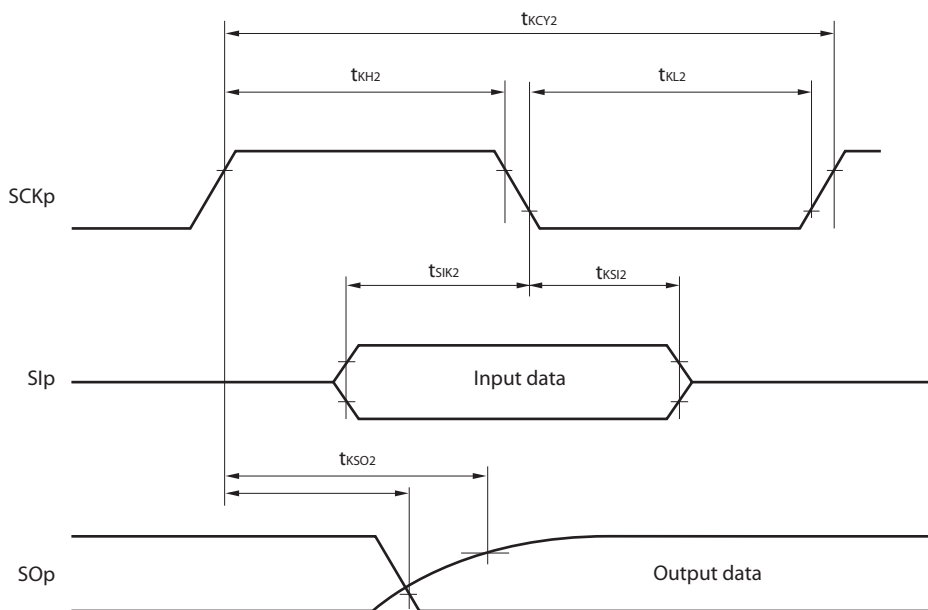 tKCY2
tKH2
tKL2
SCKp
tSIK2
tKSI2
SIp
Input data
tKSO2
SOp
Output data